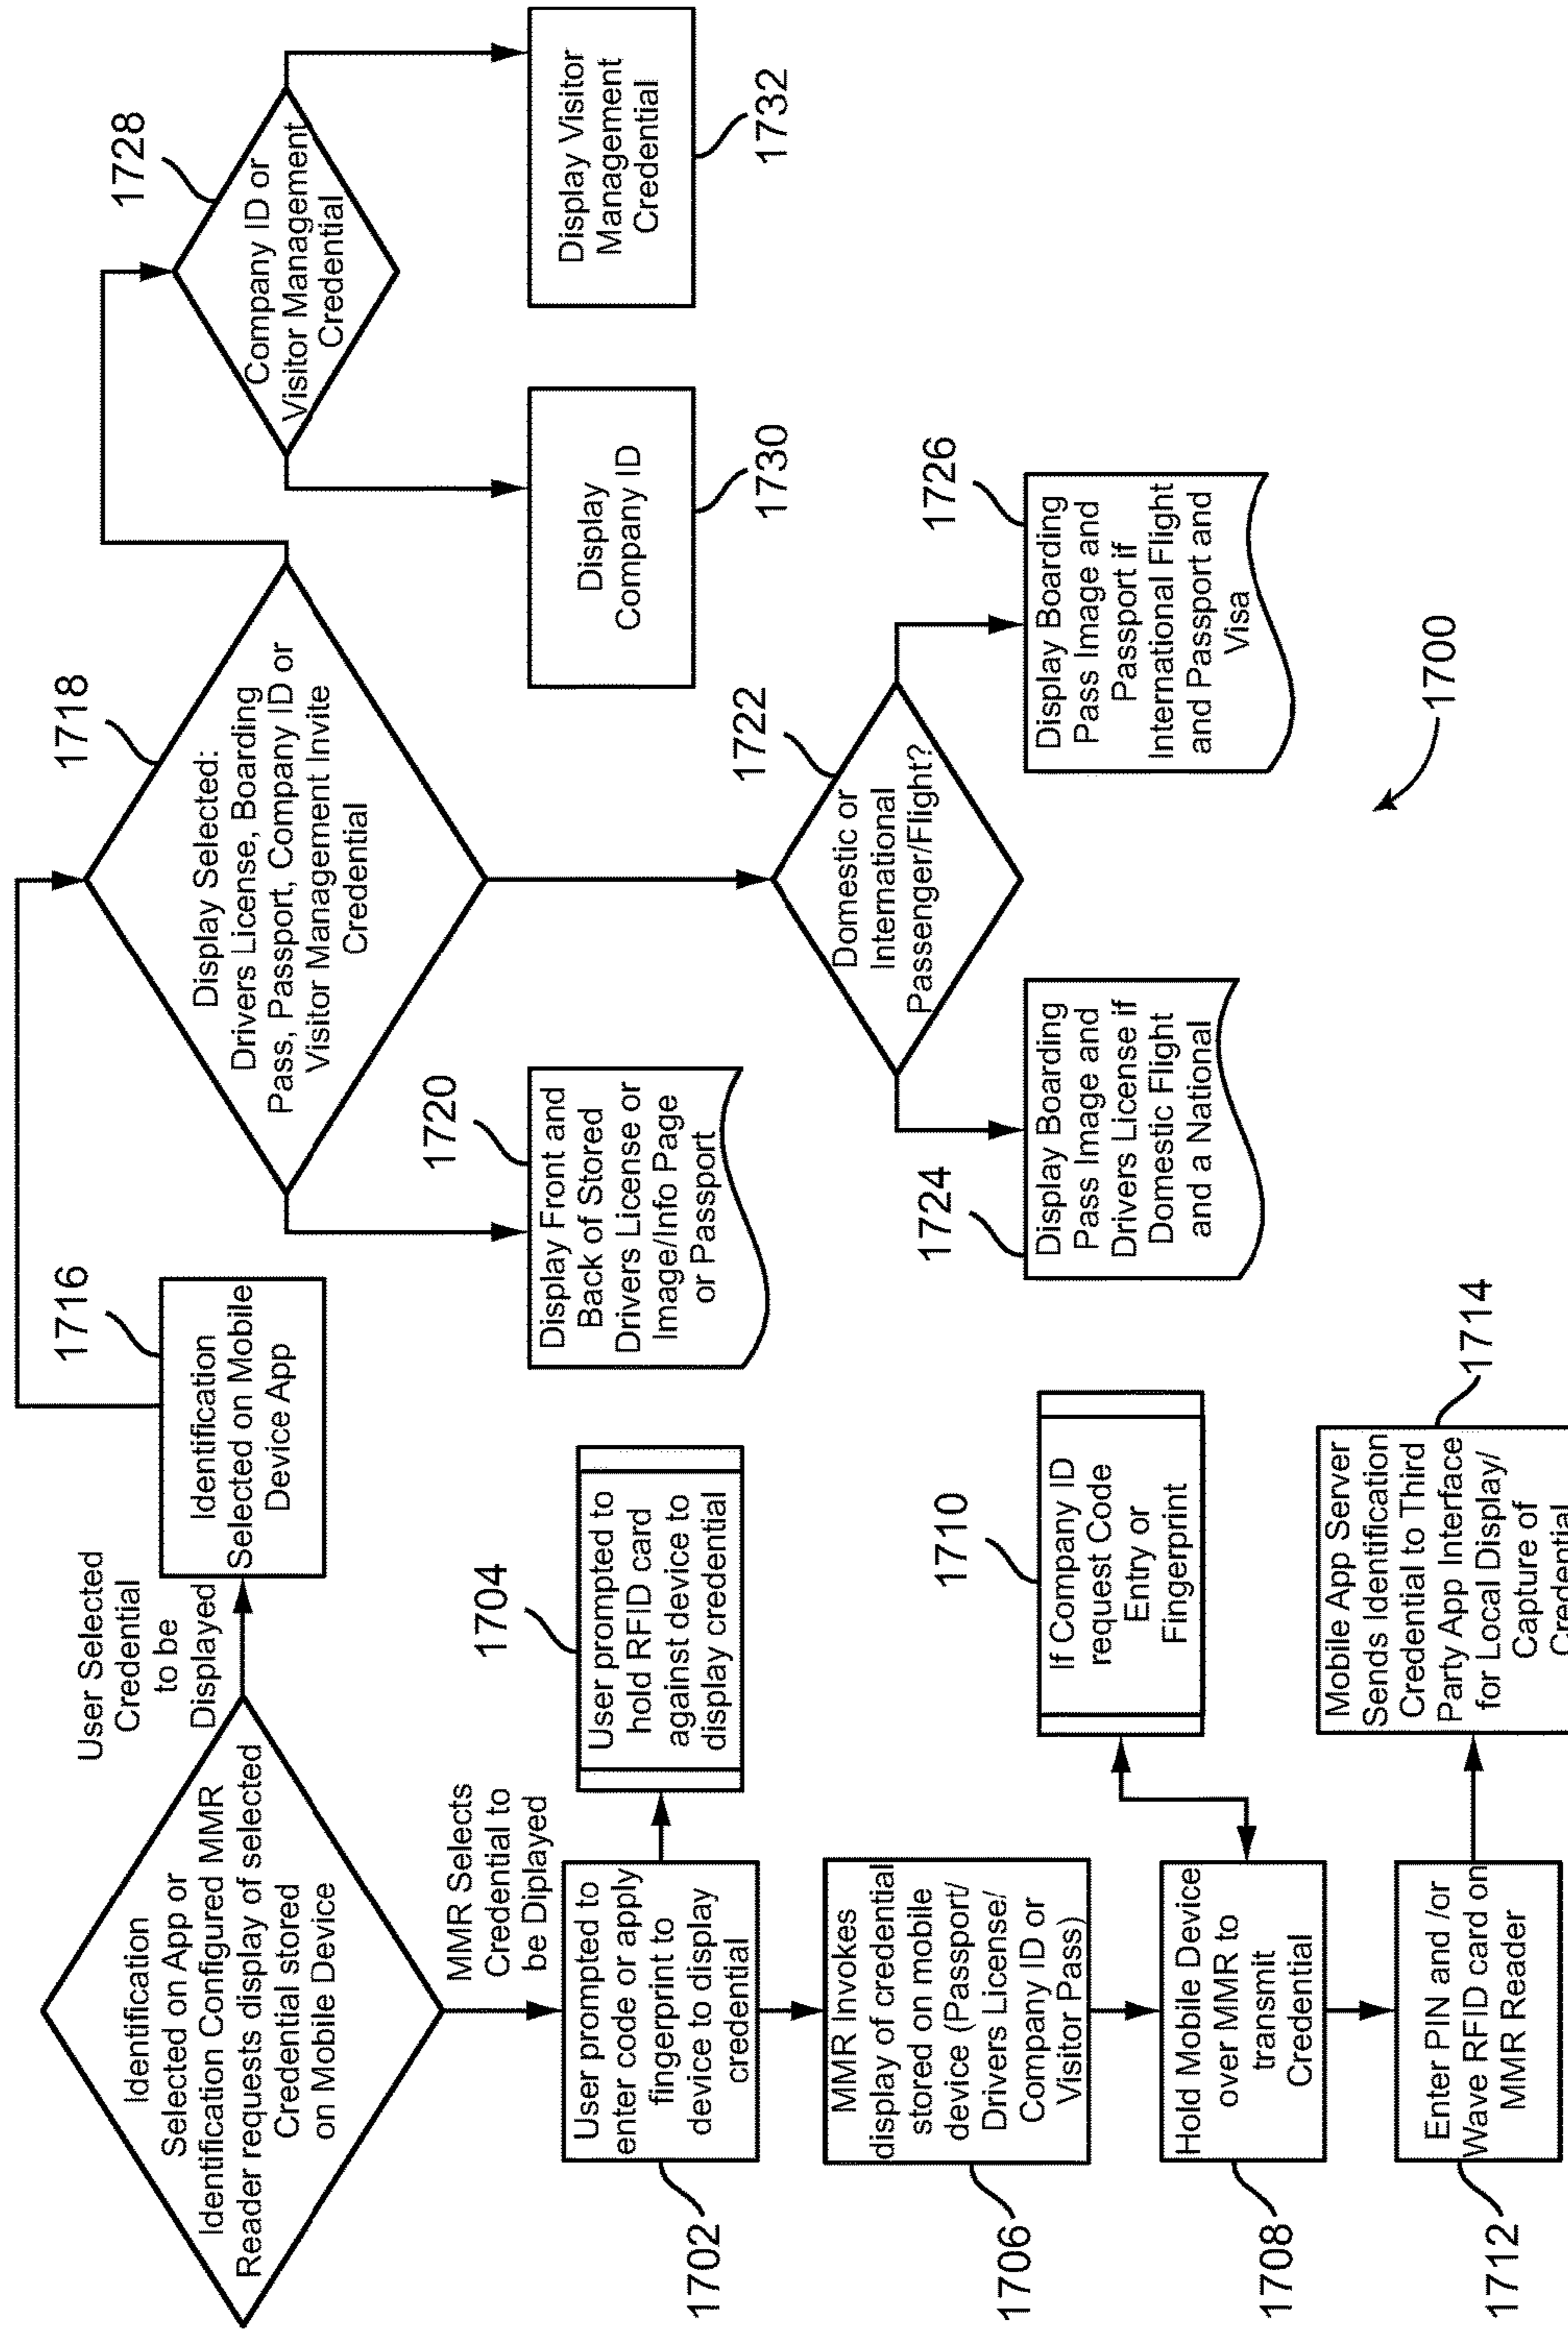 Identification
Selected on App or
Identification Configured MMR
Reader requests display of selected
Credential stored
on Mobile Device
User Selected
Credential
to be
Displayed
1716
Identification
Selected on Mobile
Device App
1718
Display Selected:
Drivers License, Boarding
Pass, Passport, Company ID or
Visitor Management Invite
Credential
1728
Company ID or
Visitor Management
Credential
MMR Selects
Credential to
be Diplayed
1702
User prompted to
enter code or apply
fingerprint to
device to display
credential
1704
User prompted to
hold RFID card
against device to
display credential
1720
Display Front and
Back of Stored
Drivers License or
Image/Info Page
or Passport
1730
Display
Company ID
1732
Display Visitor
Management
Credential
1706
MMR Invokes
display of credential
stored on mobile
device (Passport/
Drivers License/
Company ID or
Visitor Pass)
1722
Domestic or
International
Passenger/Flight?
1708
Hold Mobile Device
over MMR to
transmit
Credential
1710
If Company ID
request Code
Entry or
Fingerprint
1724
Display Boarding
Pass Image and
Drivers License if
Domestic Flight
and a National
1726
Display Boarding
Pass Image and
Passport if
International Flight
and Passport and
Visa
1712
Enter PIN and /or
Wave RFID card on
MMR Reader
1714
Mobile App Server
Sends Identification
Credential to Third
Party App Interface
for Local Display/
Capture of
Credential
1700